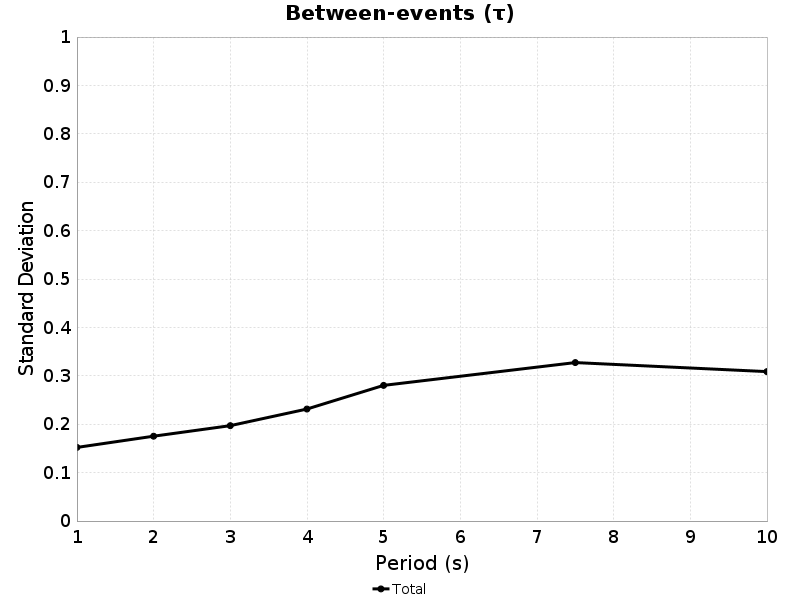 Between-events (τ)
1
0.9
0.8
0.7
0.6
0.5
0.4
0.3
0.2
0.1
0
Standard Deviation
1 2 3 4 5 6 7 8 9 10
Period (s)
Total